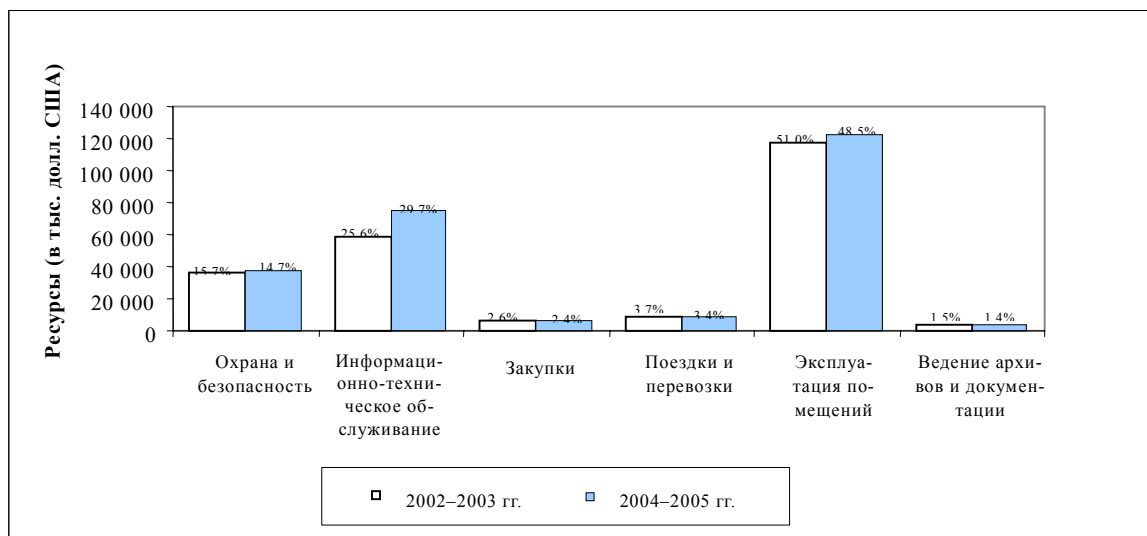 Ресурсы (в тыс. долл. США)
140 000
120 000
100 000
80 000
60 000
40 000
20 000
0
15.7%
14.7%
25.6%
29.7%
2.6%
2.4%
3.7%
3.4%
51.0%
48.5%
1.5%
1.4%
Охрана и
безопасность
Информаци-
онно-техни-
ческое об-
служивание
Закупки
Поездки и
перевозки
Эксплуа-
тация по-
мещений
Ведение архи-
вов и докумен-
тации
2002–2003 гг.
2004–2005 гг.